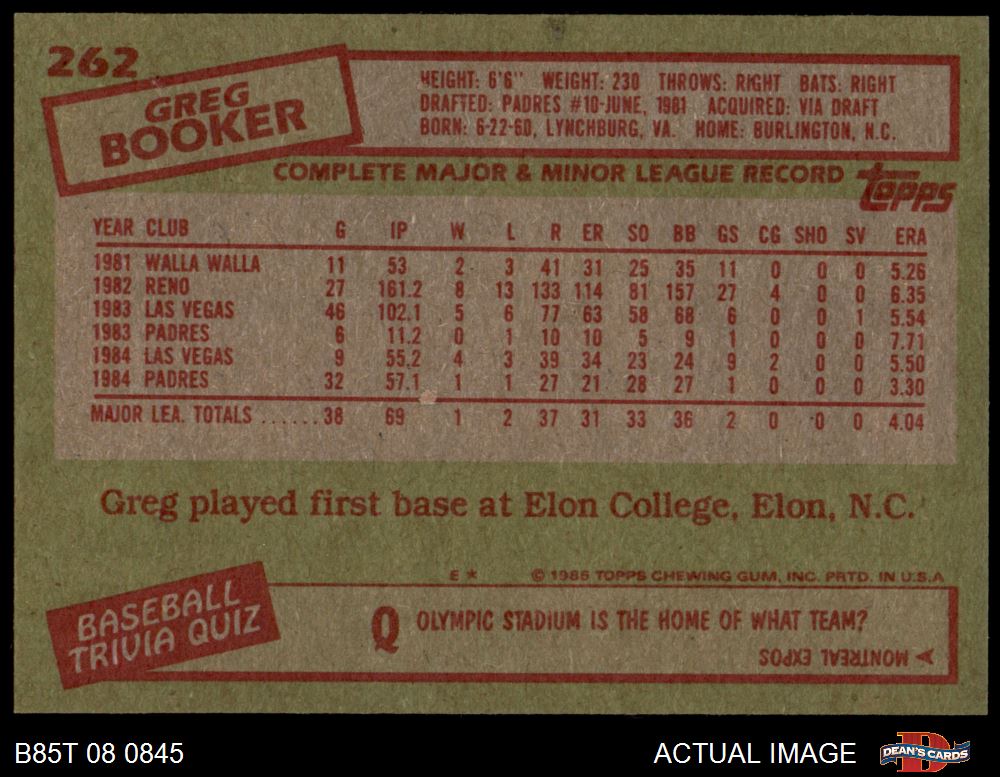 262
GREG
BOOKER
HEIGHT: 6'6" WEIGHT: 230 THROWS: RIGHT BATS: RIGHT
DRAFTED: PADRES #10-JUNE, 1981 ACQUIRED: VIA DRAFT
BORN: 6-22-60, LYNCHBURG, VA. HOME: BURLINGTON, N.C.
COMPLETE MAJOR & MINOR LEAGUE RECORD
topps
YEAR CLUB G IP W L R ER SO BB GS CG SHO SV ERA
1981 WALLA WALLA 11 53 2 3 41 31 25 35 11 0 0 0 5.26
1982 RENO 27 161.2 8 13 133 114 81 157 27 4 0 0 6.35
1983 LAS VEGAS 46 102.1 5 6 77 63 58 68 6 0 0 1 5.54
1983 PADRES 6 11.2 0 1 10 10 5 9 1 0 0 0 7.71
1984 LAS VEGAS 9 55.2 4 3 39 34 23 24 9 2 0 0 5.50
1984 PADRES 32 57.1 1 1 27 21 28 27 1 0 0 0 3.30
MAJOR LEA. TOTALS ......38 69 1 2 37 31 33 36 2 0 0 0 4.04
Greg played first base at Elon College, Elon, N.C.
E * © 1985 TOPPS CHEWING GUM, INC. PRTD. IN U.S.A
BASEBALL
TRIVIA QUIZ
Q OLYMPIC STADIUM IS THE HOME OF WHAT TEAM?
MONTREAL EXPOS
B85T 08 0845
ACTUAL IMAGE
D
DEAN'S CARDS